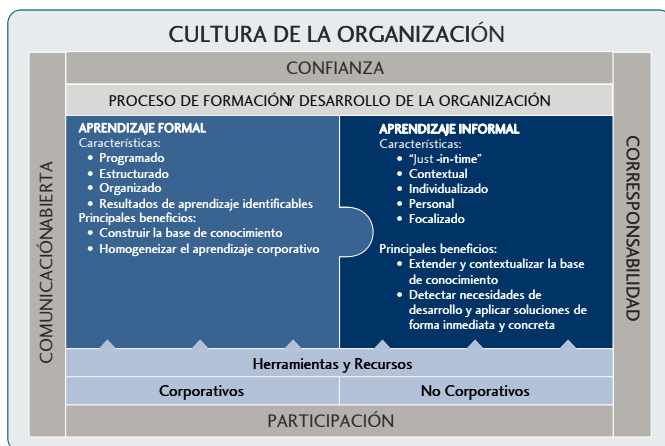 CULTURA DE LA ORGANIZACIÓN
CONFIANZA
PROCESO DE FORMACIÓN Y DESARROLLO DE LA ORGANIZACIÓN
COMUNICACIÓN ABIERTA
APRENDIZAJE FORMAL
Características:
• Programado
• Estructurado
• Organizado
• Resultados de aprendizaje identificables
Principales beneficios:
• Construir la base de conocimiento
• Homogeneizar el aprendizaje corporativo
APRENDIZAJE INFORMAL
Características:
• “Just -in-time”
• Contextual
• Individualizado
• Personal
• Focalizado
Principales beneficios:
• Extender y contextualizar la base
de conocimiento
• Detectar necesidades de
desarrollo y aplicar soluciones de
forma inmediata y concreta
CORRESPONSABILIDAD
Herramientas y Recursos
Corporativos
No Corporativos
PARTICIPACIÓN